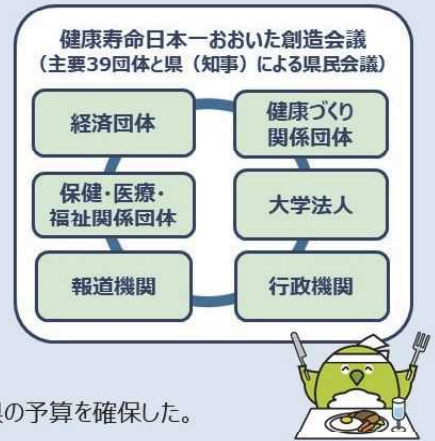 健康寿命日本一おおいた創造会議
（主要39団体と県（知事）による県民会議）
経済団体
健康づくり
関係団体
保健・医療・
福祉関係団体
大学法人
報道機関
行政機関
の予算を確保した。